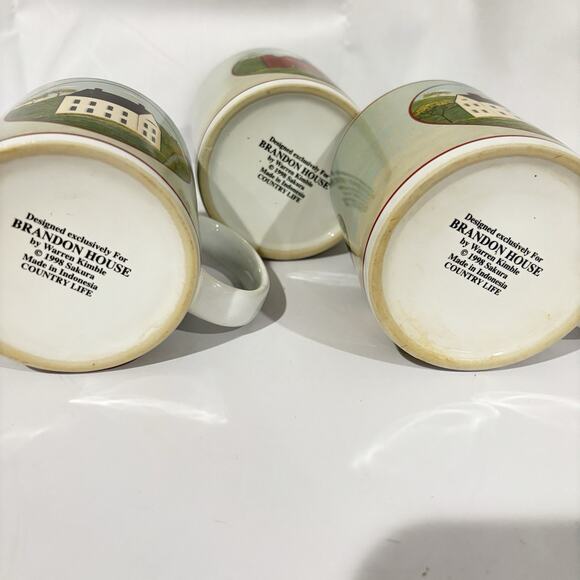 Designed exclusively For
BRANDON HOUSE
by Warren Kimble
© 1998 Sakura
Made in Indonesia
COUNTRY LIFE
Designed exclusively For
BRANDON HOUSE
by Warren Kimble
© 1998 Sakura
Made in Indonesia
COUNTRY LIFE
Designed exclusively For
BRANDON HOUSE
by Warren Kimble
© 1998 Sakura
Made in Indonesia
COUNTRY LIFE